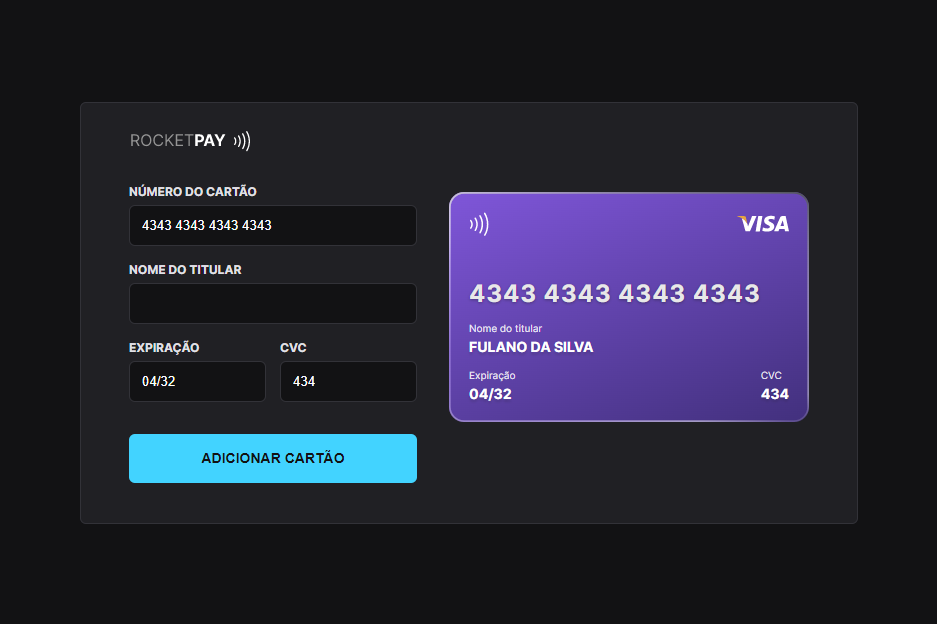 ROCKETPAY
NÚMERO DO CARTÃO
4343 4343 4343 4343
NOME DO TITULAR
EXPIRAÇÃO CVC
04/32 434
ADICIONAR CARTÃO
VISA
4343 4343 4343 4343
Nome do titular
FULANO DA SILVA
Expiração CVC
04/32 434